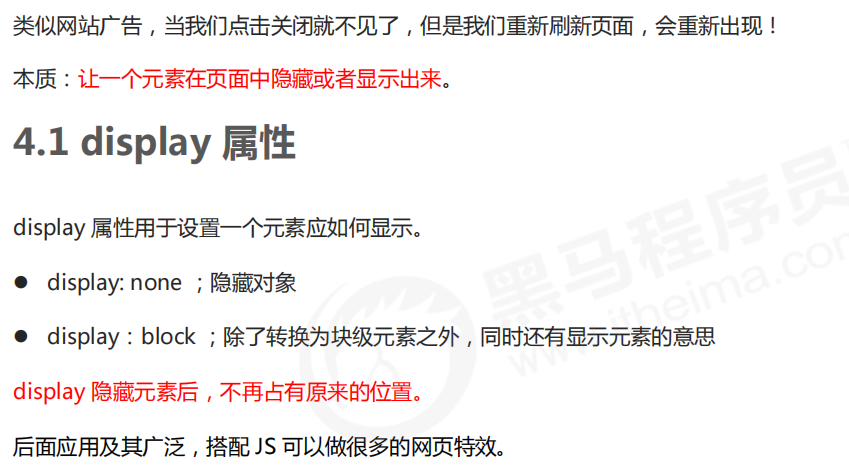 类似网站广告，当我们点击关闭就不见了，但是我们重新刷新页面，会重新出现！
本质：让一个元素在页面中隐藏或者显示出来。
4.1 display 属性
display 属性用于设置一个元素应如何显示。
● display: none ；隐藏对象
● display：block ；除了转换为块级元素之外，同时还有显示元素的意思
display 隐藏元素后，不再占有原来的位置。
后面应用及其广泛，搭配 JS 可以做很多的网页特效。
黑马程序员
www.itheima.com